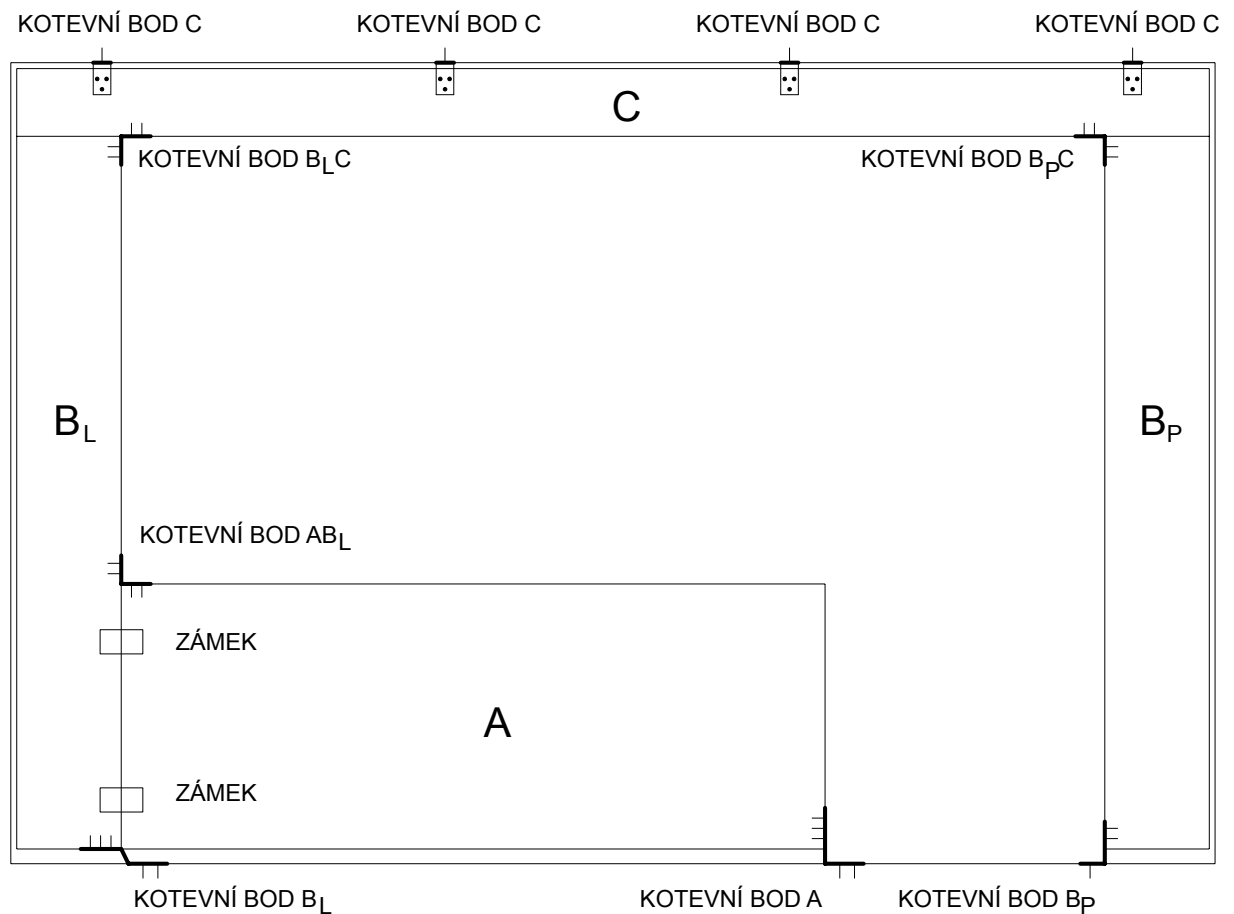 KOTEVNÍ BOD C KOTEVNÍ BOD C KOTEVNÍ BOD C KOTEVNÍ BOD C
C
KOTEVNÍ BOD BLC KOTEVNÍ BOD BPC
BL BP
KOTEVNÍ BOD ABL
ZÁMEK
A
ZÁMEK
KOTEVNÍ BOD BL KOTEVNÍ BOD A KOTEVNÍ BOD BP